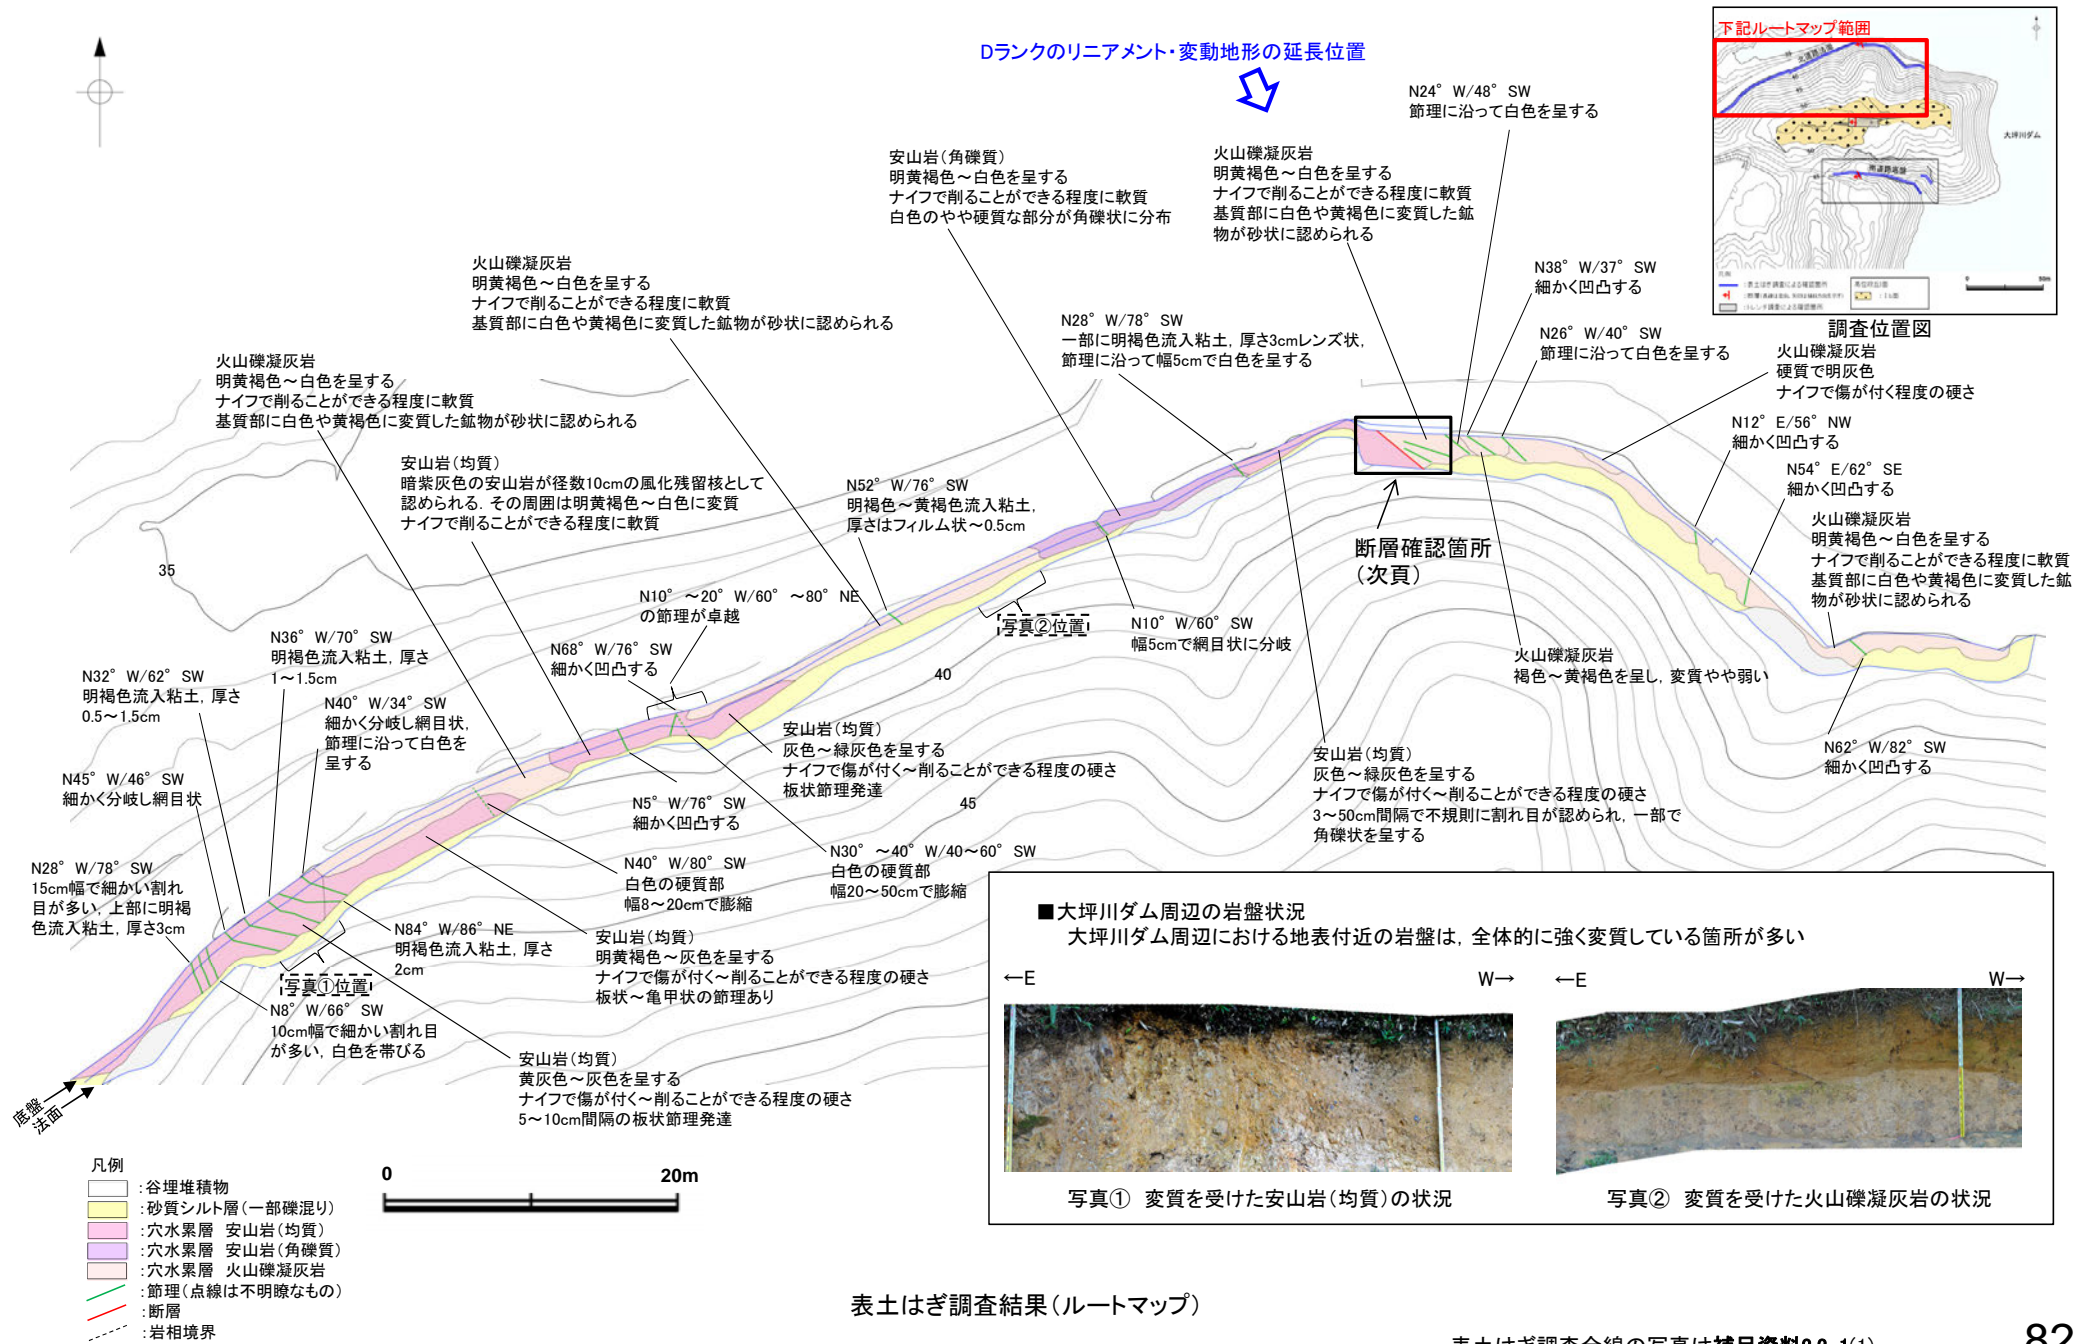 Dランクのリニアメント・変動地形の延長位置
下記ルートマップ範囲
大坪川ダム
調査位置図
N24°W/48°SW
節理に沿って白色を呈する
安山岩(角礫質)
明黄褐色～白色を呈する
ナイフで削ることができる程度に軟質
白色のやや硬質な部分が角礫状に分布
火山礫凝灰岩
明黄褐色～白色を呈する
ナイフで削ることができる程度に軟質
基質部に白色や黄褐色に変質した鉱
物が砂状に認められる
火山礫凝灰岩
明黄褐色～白色を呈する
ナイフで削ることができる程度に軟質
基質部に白色や黄褐色に変質した鉱物が砂状に認められる
N38°W/37°SW
細かく凹凸する
N28°W/78°SW
一部に明褐色流入粘土, 厚さ3cmレンズ状,
節理に沿って幅5cmで白色を呈する
N26°W/40°SW
節理に沿って白色を呈する
火山礫凝灰岩
硬質で明灰色
ナイフで傷が付く程度の硬さ
火山礫凝灰岩
明黄褐色～白色を呈する
ナイフで削ることができる程度に軟質
基質部に白色や黄褐色に変質した鉱物が砂状に認められる
N12°E/56°NW
細かく凹凸する
安山岩(均質)
暗紫灰色の安山岩が径数10cmの風化残留核として
認められる. その周囲は明黄褐色～白色に変質
ナイフで削ることができる程度に軟質
N52°W/76°SW
明褐色～黄褐色流入粘土,
厚さはフィルム状～0.5cm
N54°E/62°SE
細かく凹凸する
火山礫凝灰岩
明黄褐色～白色を呈する
ナイフで削ることができる程度に軟質
基質部に白色や黄褐色に変質した鉱
物が砂状に認められる
断層確認箇所
(次頁)
35
N10°～20°W/60°～80°NE
の節理が卓越
写真②位置
N10°W/60°SW
幅5cmで網目状に分岐
N36°W/70°SW
明褐色流入粘土, 厚さ
1～1.5cm
N68°W/76°SW
細かく凹凸する
火山礫凝灰岩
褐色～黄褐色を呈し, 変質やや弱い
N32°W/62°SW
明褐色流入粘土, 厚さ
0.5～1.5cm
40
N40°W/34°SW
細かく分岐し網目状,
節理に沿って白色を
呈する
安山岩(均質)
灰色～緑灰色を呈する
ナイフで傷が付く～削ることができる程度の硬さ
板状節理発達
安山岩(均質)
灰色～緑灰色を呈する
ナイフで傷が付く～削ることができる程度の硬さ
3～50cm間隔で不規則に割れ目が認められ, 一部で
角礫状を呈する
N62°W/82°SW
細かく凹凸する
N45°W/46°SW
細かく分岐し網目状
N5°W/76°SW
細かく凹凸する
45
N28°W/78°SW
15cm幅で細かい割れ
目が多い, 上部に明褐
色流入粘土, 厚さ3cm
N40°W/80°SW
白色の硬質部
幅8～20cmで膨縮
N30°～40°W/40～60°SW
白色の硬質部
幅20～50cmで膨縮
N84°W/86°NE
明褐色流入粘土, 厚さ
2cm
安山岩(均質)
明黄褐色～灰色を呈する
ナイフで傷が付く～削ることができる程度の硬さ
板状～亀甲状の節理あり
写真①位置
N8°W/66°SW
10cm幅で細かい割れ目
が多い, 白色を帯びる
安山岩(均質)
黄灰色～灰色を呈する
ナイフで傷が付く～削ることができる程度の硬さ
5～10cm間隔の板状節理発達
底盤
法面
■大坪川ダム周辺の岩盤状況
大坪川ダム周辺における地表付近の岩盤は, 全体的に強く変質している箇所が多い
←E W→
←E W→
写真① 変質を受けた安山岩(均質)の状況
写真② 変質を受けた火山礫凝灰岩の状況
凡例
:谷埋堆積物
:砂質シルト層(一部礫混り)
:穴水累層 安山岩(均質)
:穴水累層 安山岩(角礫質)
:穴水累層 火山礫凝灰岩
:節理(点線は不明瞭なもの)
:断層
:岩相境界
0 20m
表土はぎ調査結果(ルートマップ)